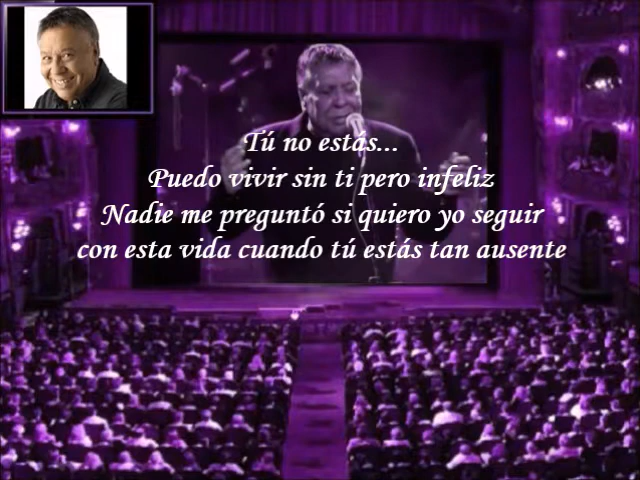 Tú no estás...
Puedo vivir sin ti pero infeliz
Nadie me preguntó si quiero yo seguir
con esta vida cuando tú estás tan ausente